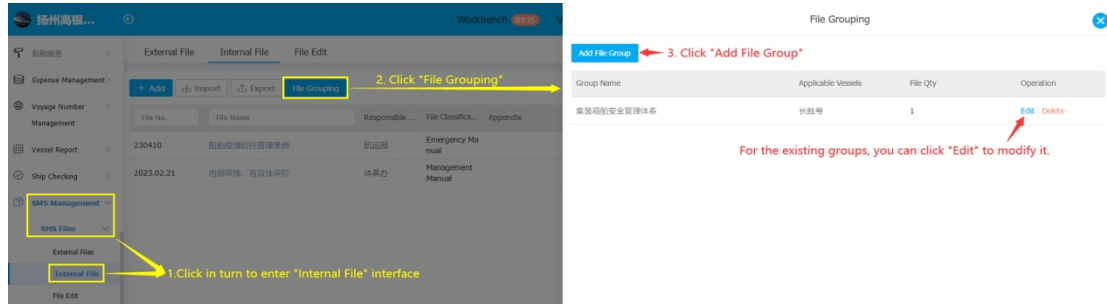 扬州高银...
Workbench (8935)
船舶服务
Expense Management
Voyage Number
Management
Vessel Report
Ship Checking
SMS Management
SMS Files
External Files
Internal File
File Edit
External File Internal File File Edit
+ Add Import Export File Grouping
2. Click "File Grouping"
File No. File Name Responsible ... File Classifica... Appendix
230410 船舶疫情防控管理条例 航运部 Emergency Ma
nual
2023.02.21 内部审核、有效性评价 体系办 Management
Manual
1.Click in turn to enter "Internal File" interface
File Grouping
Add File Group
3. Click "Add File Group"
Group Name Applicable Vessels File Qty Operation
集装箱船安全管理体系 长胜号 1 Edit Delete
For the existing groups, you can click "Edit" to modify it.